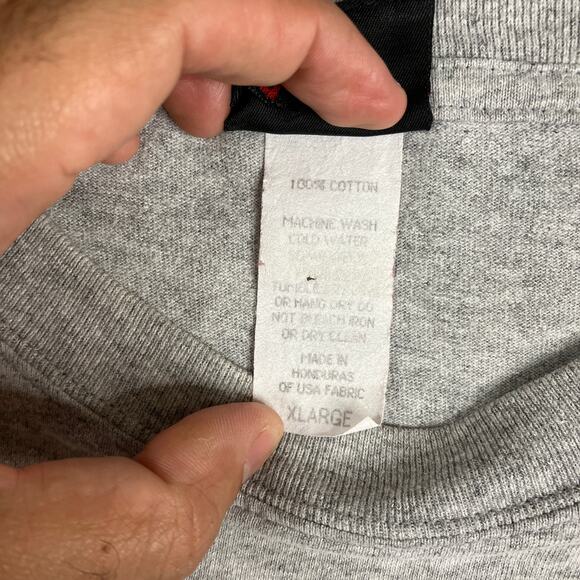 100% COTTON
MACHINE WASH
COLD WATER
TUMBLE
OR HANG DRY DO
NOT BLEACH IRON
OR DRY CLEAN
MADE IN
HONDURAS
OF USA FABRIC
XLARGE